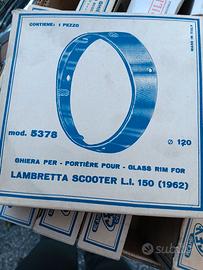 CONTIENE: 1 PEZZO
MADE IN ITALY
mod. 5378
Ø 120
GHIERA PER - PORTIÈRE POUR - GLASS RIM FOR
LAMBRETTA SCOOTER L.I. 150 (1962)
subito